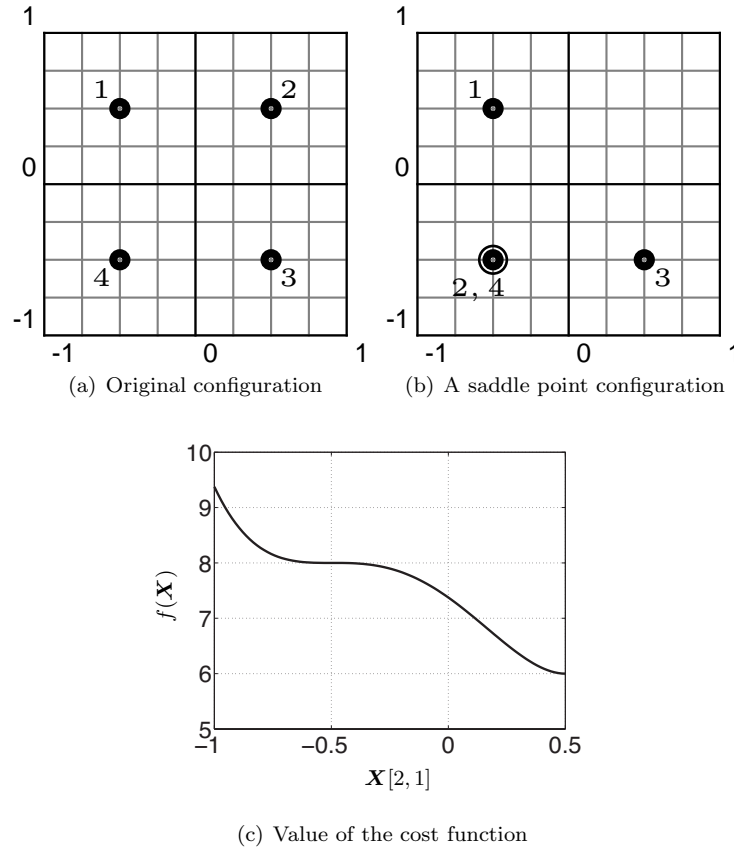 1
1 2
0
4 3
-1
-1 0 1
(a) Original configuration
1
1
0
2, 4 3
-1
-1 0 1
(b) A saddle point configuration
10
9
8
7
6
5
f(X)
−1 −0.5 0 0.5
X[2, 1]
(c) Value of the cost function